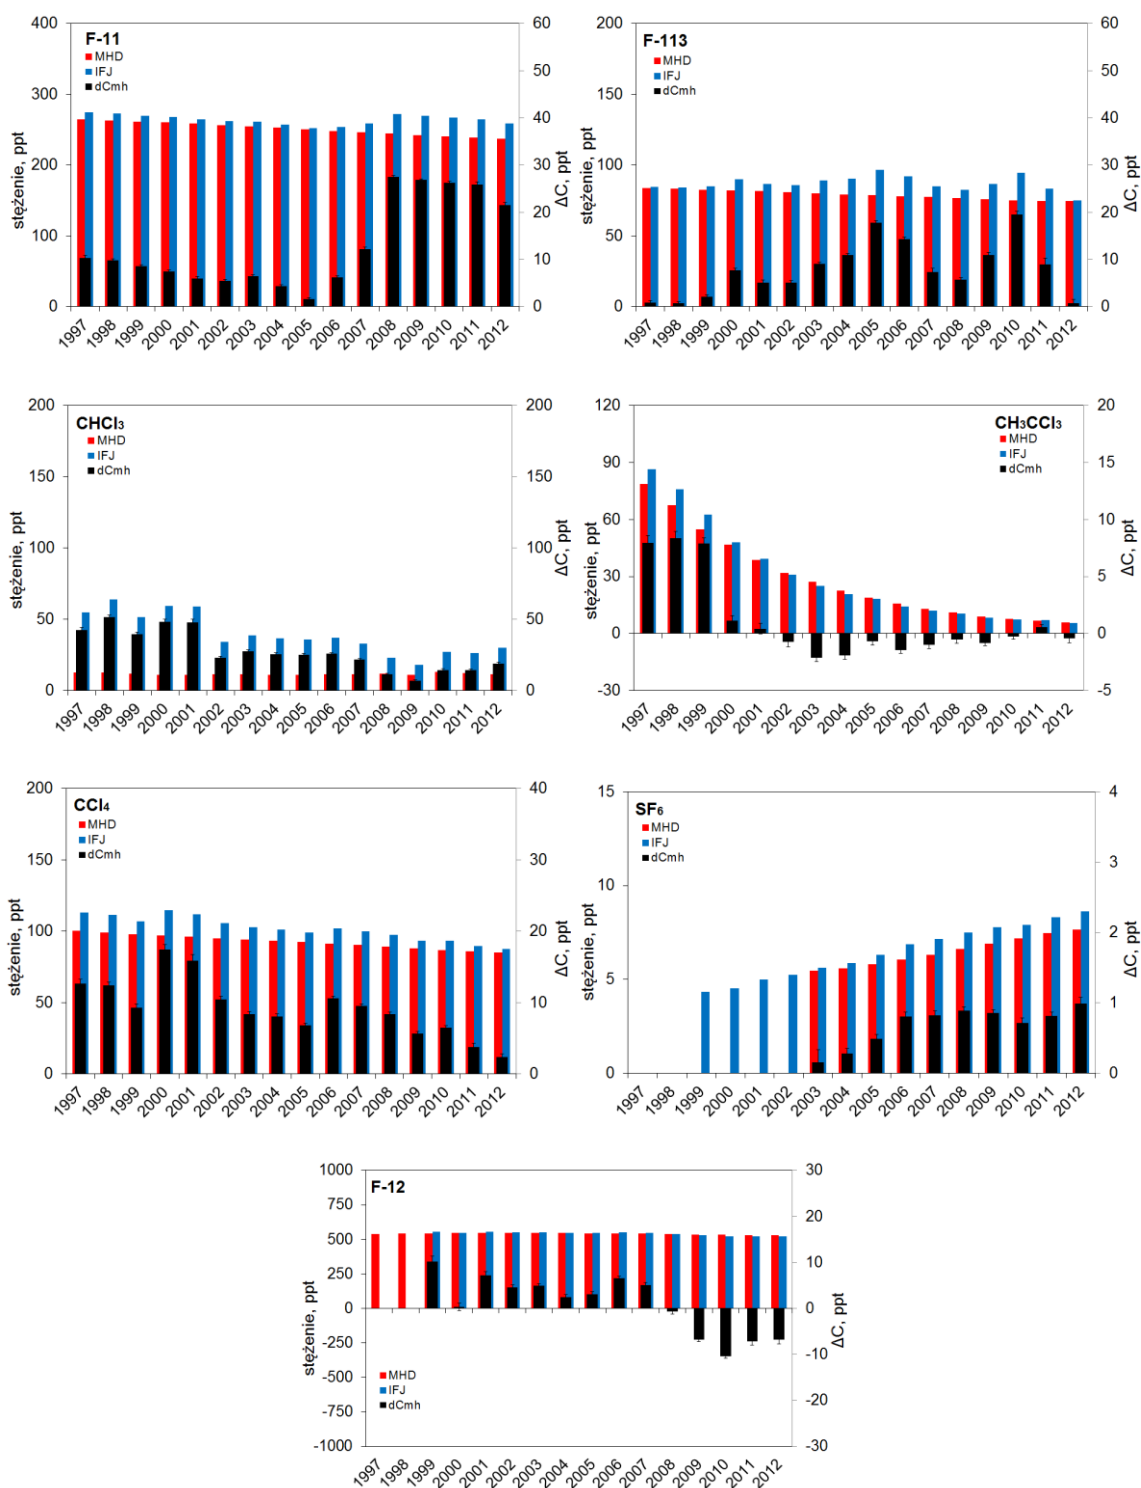 F-11
MHD
IFJ
dCmh
stężenie, ppt
ΔC, ppt
400
300
200
100
0
60
50
40
30
20
10
0
1997 1998 1999 2000 2001 2002 2003 2004 2005 2006 2007 2008 2009 2010 2011 2012
F-113
MHD
IFJ
dCmh
stężenie, ppt
ΔC, ppt
200
150
100
50
0
60
50
40
30
20
10
0
1997 1998 1999 2000 2001 2002 2003 2004 2005 2006 2007 2008 2009 2010 2011 2012
CHCl₃
MHD
IFJ
dCmh
stężenie, ppt
ΔC, ppt
200
150
100
50
0
200
150
100
50
0
1997 1998 1999 2000 2001 2002 2003 2004 2005 2006 2007 2008 2009 2010 2011 2012
CH₃CCl₃
MHD
IFJ
dCmh
stężenie, ppt
ΔC, ppt
120
90
60
30
0
-30
20
15
10
5
0
-5
1997 1998 1999 2000 2001 2002 2003 2004 2005 2006 2007 2008 2009 2010 2011 2012
CCl₄
MHD
IFJ
dCmh
stężenie, ppt
ΔC, ppt
200
150
100
50
0
40
30
20
10
0
1997 1998 1999 2000 2001 2002 2003 2004 2005 2006 2007 2008 2009 2010 2011 2012
SF₆
MHD
IFJ
dCmh
stężenie, ppt
ΔC, ppt
15
10
5
0
4
3
2
1
0
1997 1998 1999 2000 2001 2002 2003 2004 2005 2006 2007 2008 2009 2010 2011 2012
F-12
MHD
IFJ
dCmh
stężenie, ppt
ΔC, ppt
1000
750
500
250
0
-250
-500
-750
-1000
30
20
10
0
-10
-20
-30
1997 1998 1999 2000 2001 2002 2003 2004 2005 2006 2007 2008 2009 2010 2011 2012